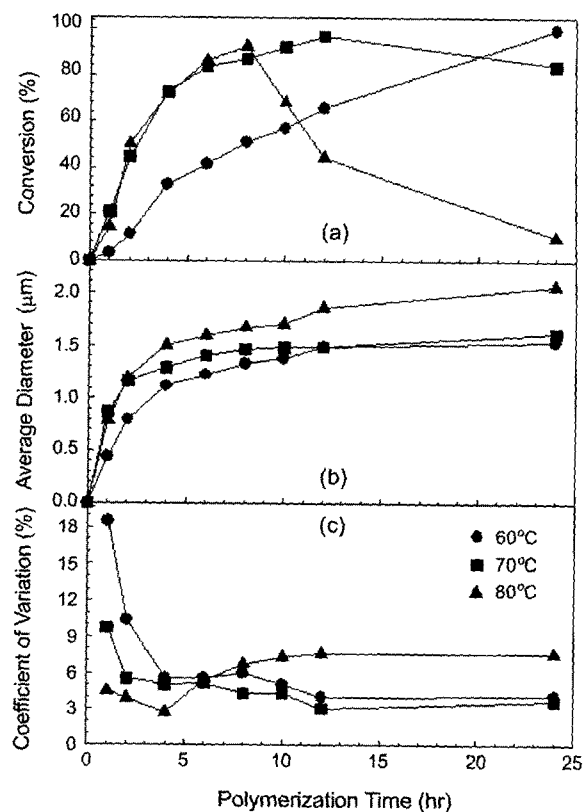 100
80
60
40
20
0
Conversion (%)
(a)
2.0
1.5
1.0
0.5
0.0
Average Diameter (μm)
(b)
18
15
12
9
6
3
0
Coefficient of Variation (%)
(c)
60°C
70°C
80°C
0 5 10 15 20 25
Polymerization Time (hr)